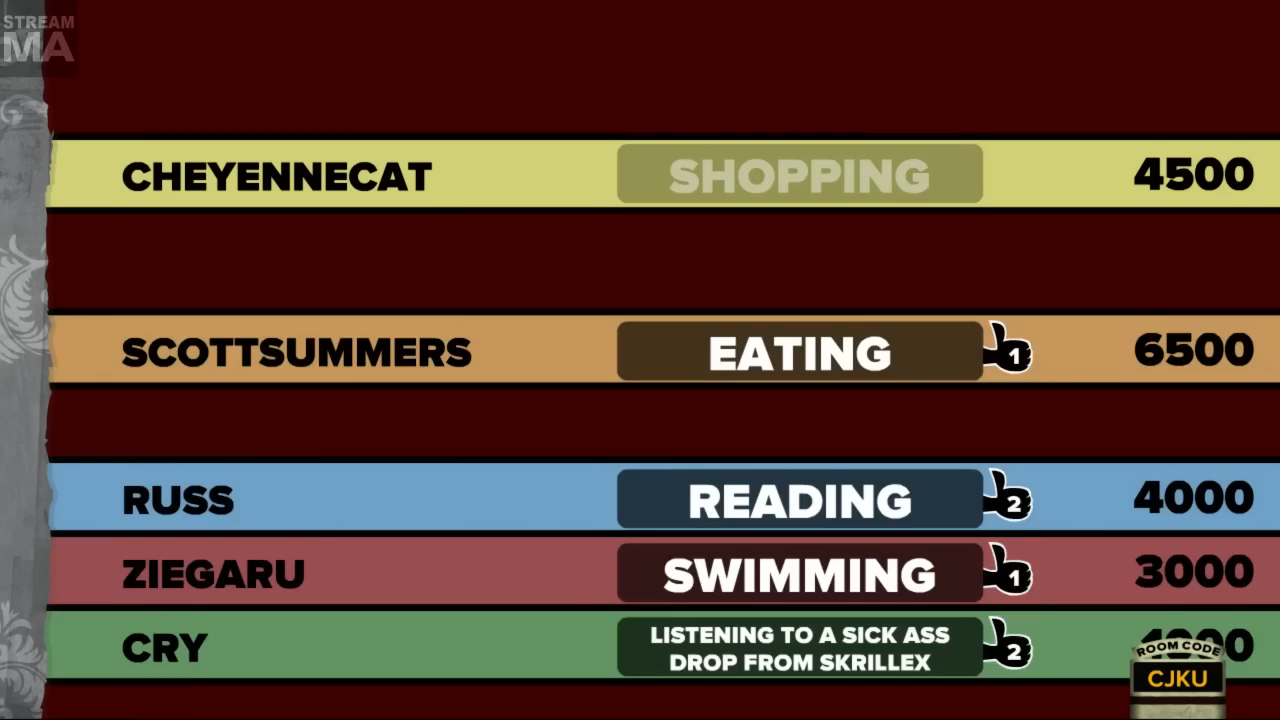 STREAM
MA
CHEYENNECAT SHOPPING 4500
SCOTTSUMMERS EATING 1 6500
RUSS READING 2 4000
ZIEGARU SWIMMING 1 3000
CRY LISTENING TO A SICK ASS
DROP FROM SKRILLEX 2
ROOM CODE
CJKU